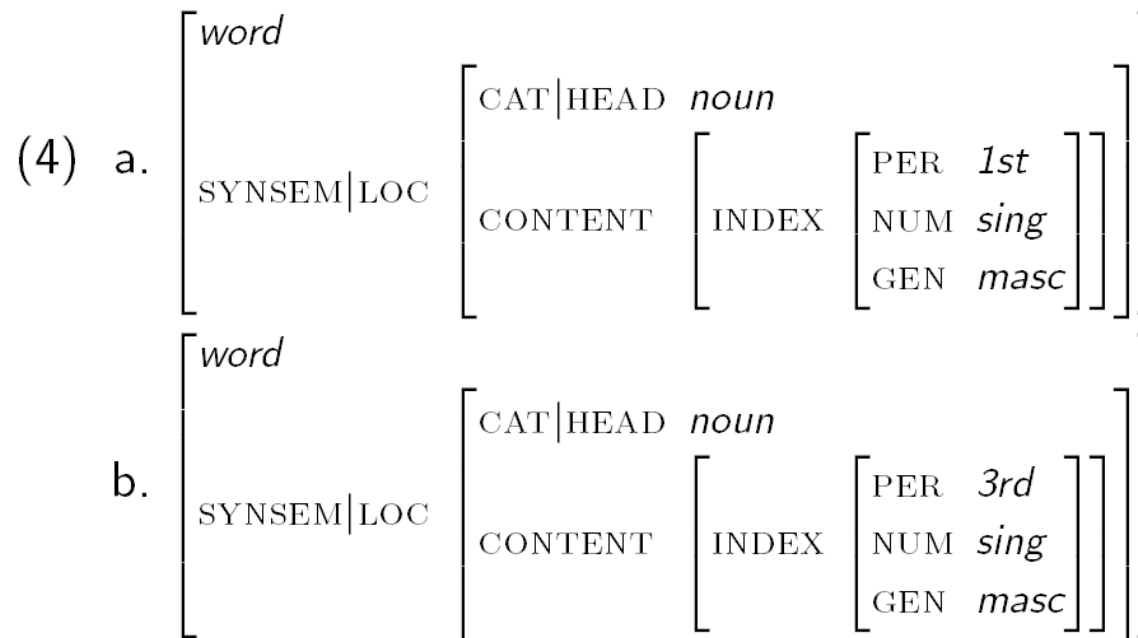 word
CAT|HEAD noun
(4) a. SYNSEM|LOC
PER 1st
CONTENT INDEX NUM sing
GEN masc
word
CAT|HEAD noun
b. SYNSEM|LOC
PER 3rd
CONTENT INDEX NUM sing
GEN masc